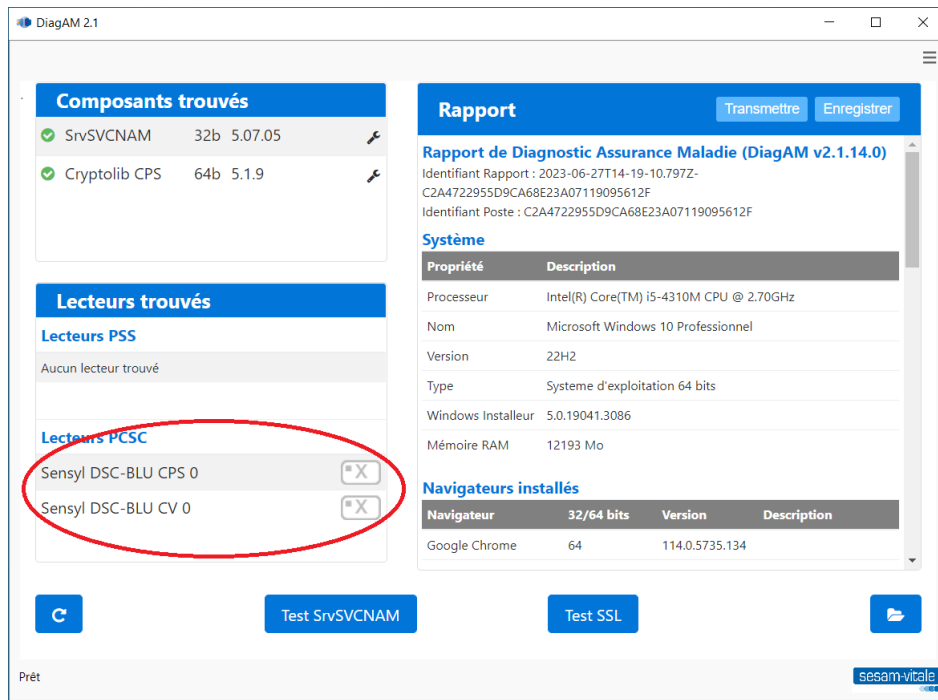 DiagAM 2.1
Composants trouvés
SrvSVCNAM 32b 5.07.05
Cryptolib CPS 64b 5.1.9
Lecteurs trouvés
Lecteurs PSS
Aucun lecteur trouvé
Lecteurs PCSC
Sensyl DSC-BLU CPS 0 X
Sensyl DSC-BLU CV 0 X
Rapport Transmettre Enregistrer
Rapport de Diagnostic Assurance Maladie (DiagAM v2.1.14.0)
Identifiant Rapport : 2023-06-27T14-19-10.797Z-
C2A4722955D9CA68E23A07119095612F
Identifiant Poste : C2A4722955D9CA68E23A07119095612F
Système
Propriété Description
Processeur Intel(R) Core(TM) i5-4310M CPU @ 2.70GHz
Nom Microsoft Windows 10 Professionnel
Version 22H2
Type Systeme d'exploitation 64 bits
Windows Installeur 5.0.19041.3086
Mémoire RAM 12193 Mo
Navigateurs installés
Navigateur 32/64 bits Version Description
Google Chrome 64 114.0.5735.134
Test SrvSVCNAM Test SSL
Prêt
sesam-vitale